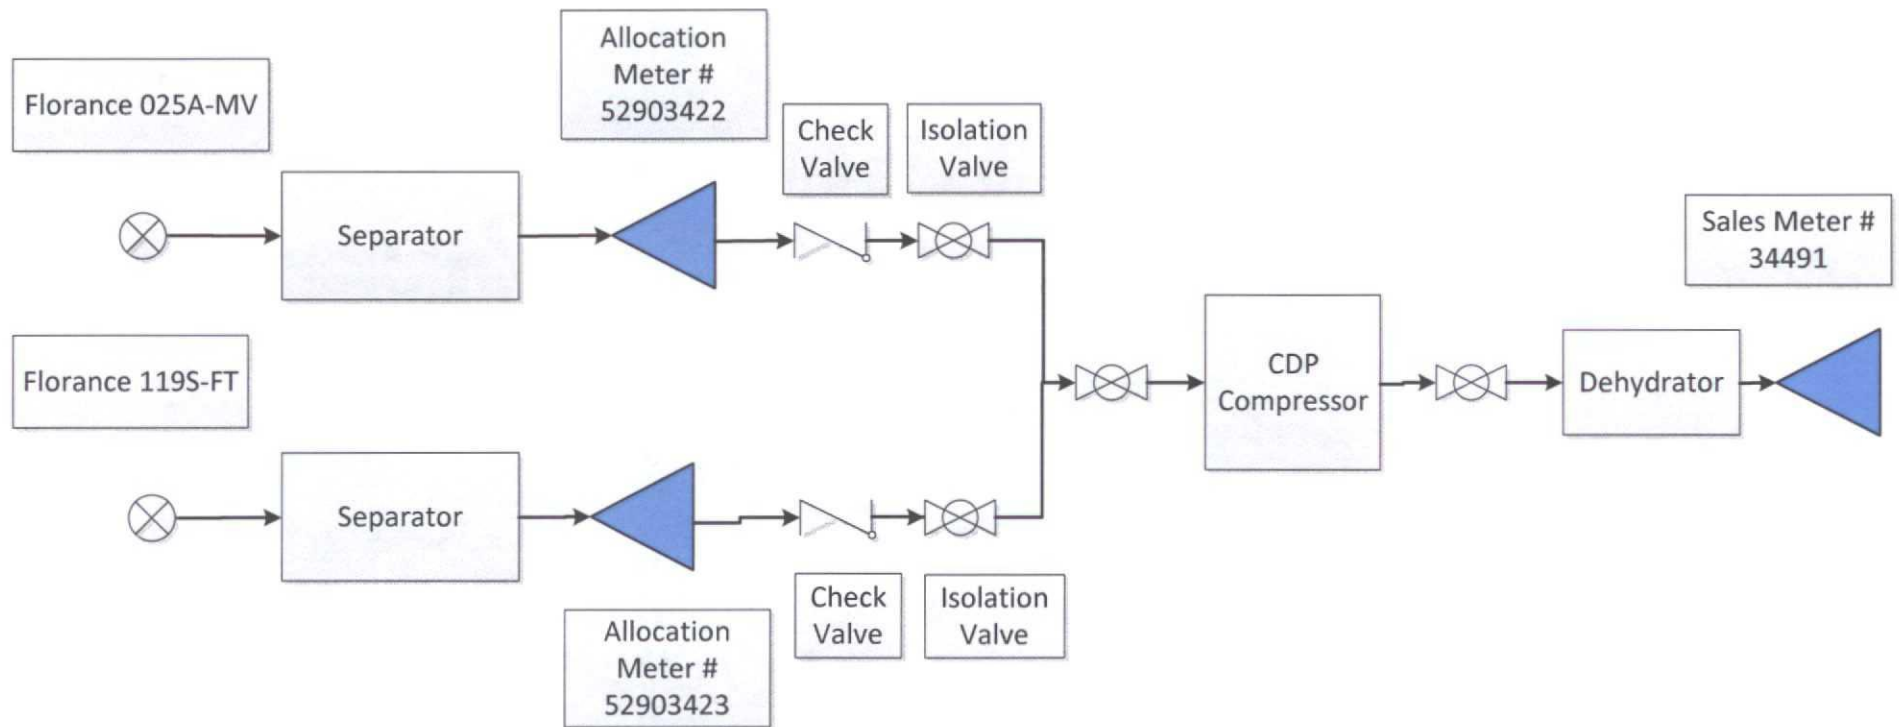 Florance 025A-MV
Allocation
Meter #
52903422
Check
Valve
Isolation
Valve
Separator
Sales Meter #
34491
Florance 119S-FT
CDP
Compressor
Dehydrator
Separator
Check
Valve
Isolation
Valve
Allocation
Meter #
52903423